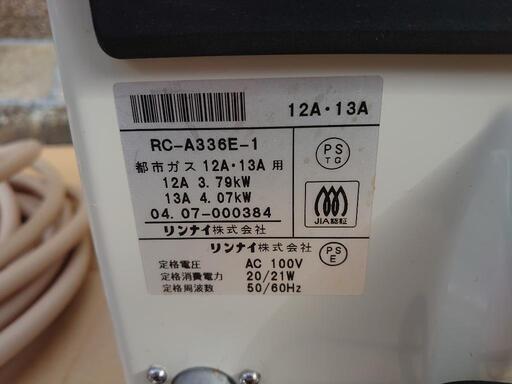 12A・13A
RC-A336E-1
都市ガス 12A・13A 用
12A 3.79kW
13A 4.07kW
04.07-000384
リンナイ株式会社
PS
TG
JIA認証
リンナイ株式会社
PS
E
定格電圧 AC 100V
定格消費電力 20/21W
定格周波数 50/60Hz